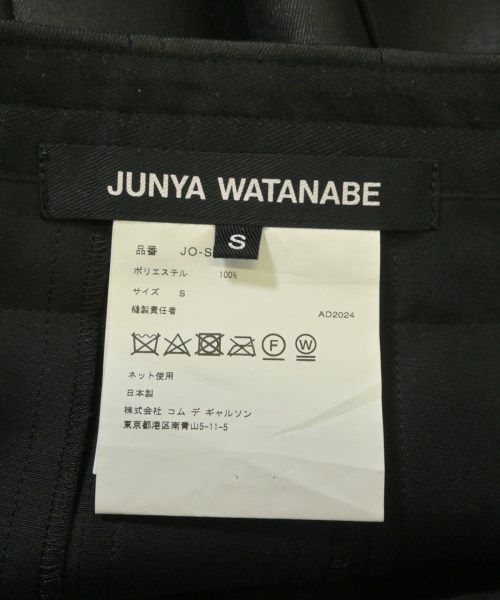 JUNYA WATANABE
S
品番 JO-S
ポリエステル 100%
サイズ S
縫製責任者 AD2024
F W
ネット使用
日本製
株式会社 コム デ ギャルソン
東京都港区南青山5-11-5